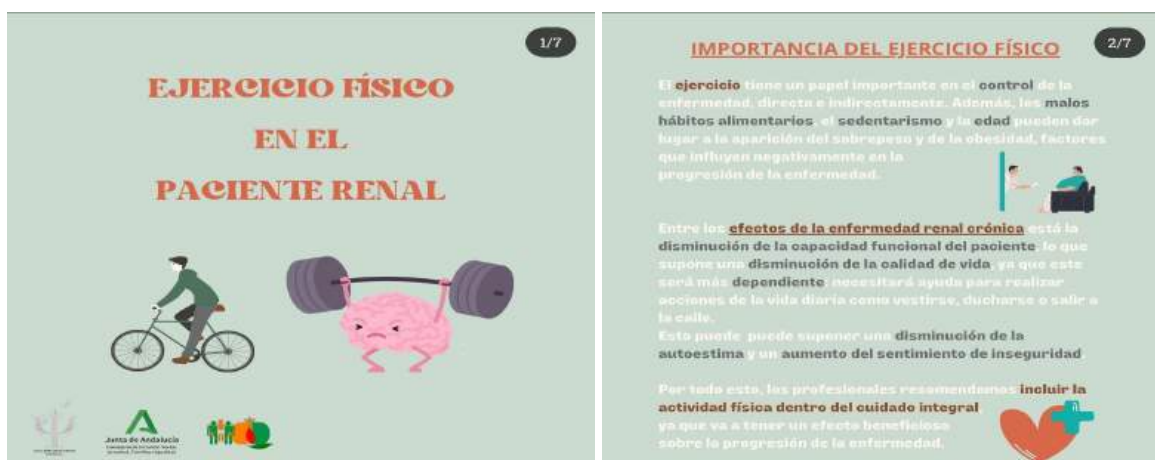 1/7
EJERCICIO FÍSICO
EN EL
PACIENTE RENAL
Junta de Andalucía
2/7
IMPORTANCIA DEL EJERCICIO FÍSICO
El ejercicio tiene un papel importante en el control de la
enfermedad, directa e indirectamente. Además, los malos
hábitos alimentarios, el sedentarismo y la edad pueden dar
lugar a la aparición del sobrepeso y de la obesidad, factores
que influyen negativamente en la
progresión de la enfermedad.
Entre los efectos de la enfermedad renal crónica está la
disminución de la capacidad funcional del paciente, lo que
supone una disminución de la calidad de vida, ya que este
será más dependiente: necesitará ayuda para realizar
acciones de la vida diaria como vestirse, ducharse o salir a
la calle.
Esto puede puede suponer una disminución de la
autoestima y un aumento del sentimiento de inseguridad.
Por todo esto, los profesionales recomendamos incluir la
actividad física dentro del cuidado integral,
ya que va a tener un efecto beneficioso
sobre la progresión de la enfermedad.